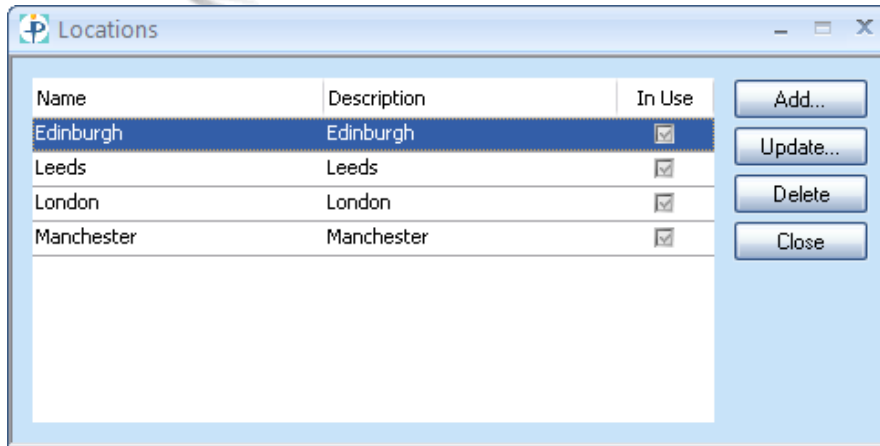 Locations
Name Description In Use
Edinburgh Edinburgh
Leeds Leeds
London London
Manchester Manchester
Add...
Update...
Delete
Close